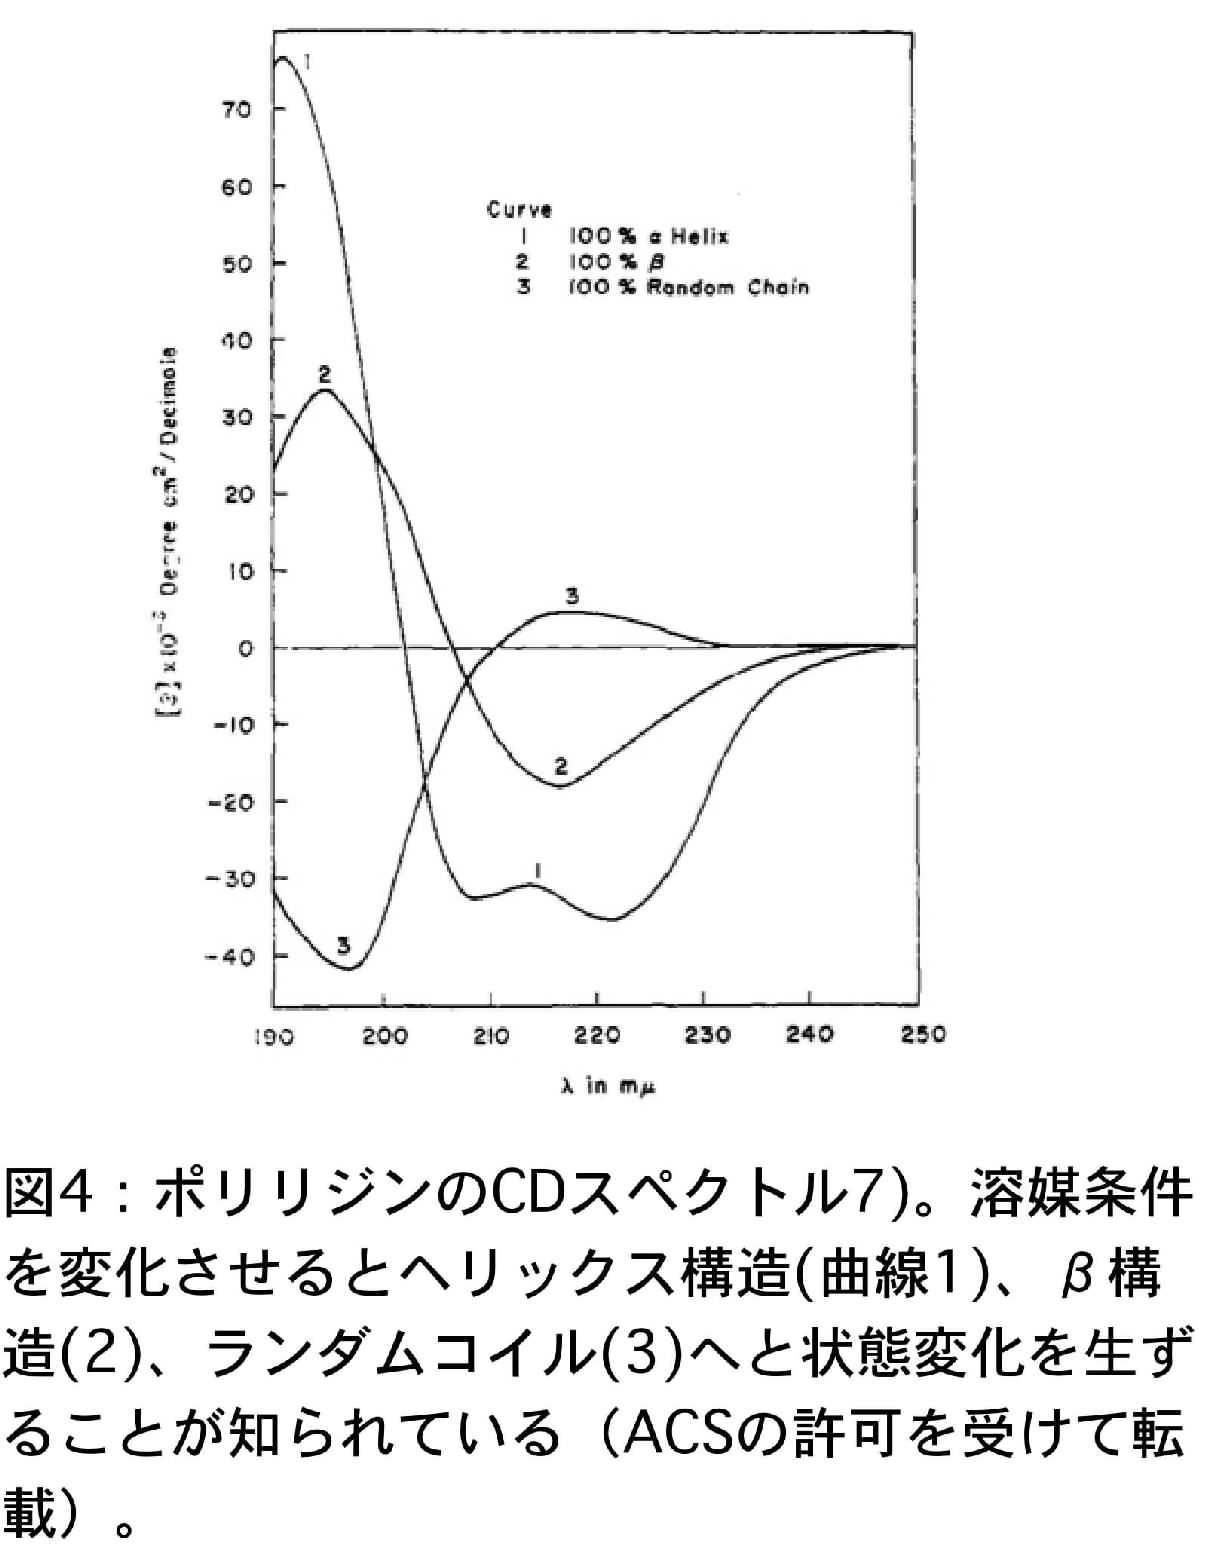 1
70
60
50
40
30
20
10
0
-10
-20
-30
-40
Curve
1 100% α Helix
2 100% β
3 100% Random Chain
2
3
2
1
3
Degree cm²/Decimole
190 200 210 220 230 240 250
λ in mμ
図4：ポリリジンのCDスペクトル7)。溶媒条件
を変化させるとヘリックス構造(曲線1)、β構
造(2)、ランダムコイル(3)へと状態変化を生ず
ることが知られている（ACSの許可を受けて転
載）。